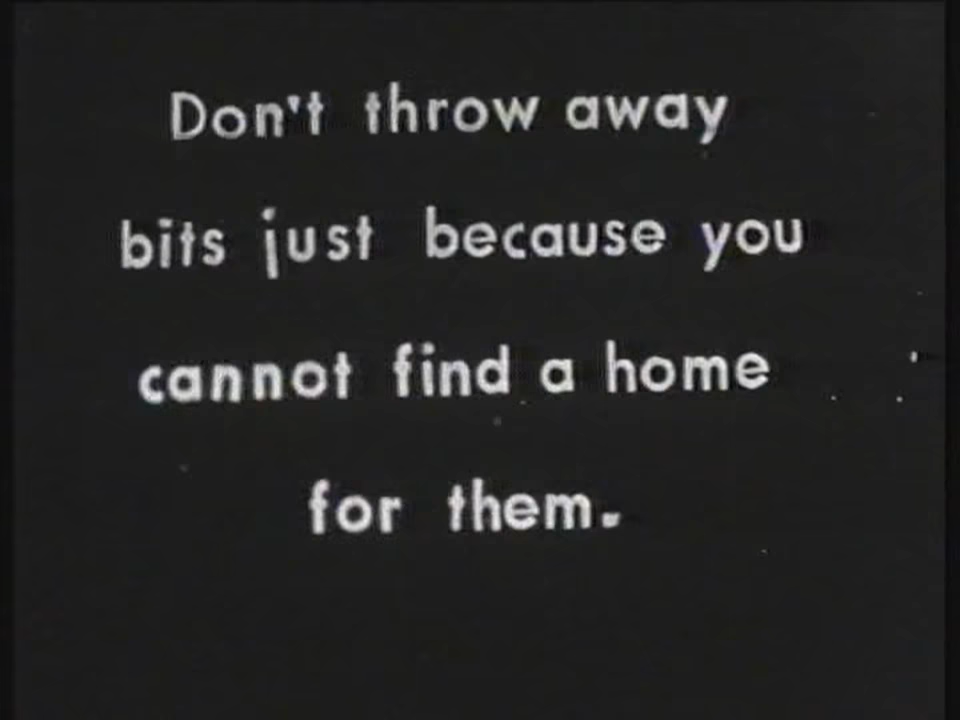 Don't throw away
bits just because you
cannot find a home
for them.